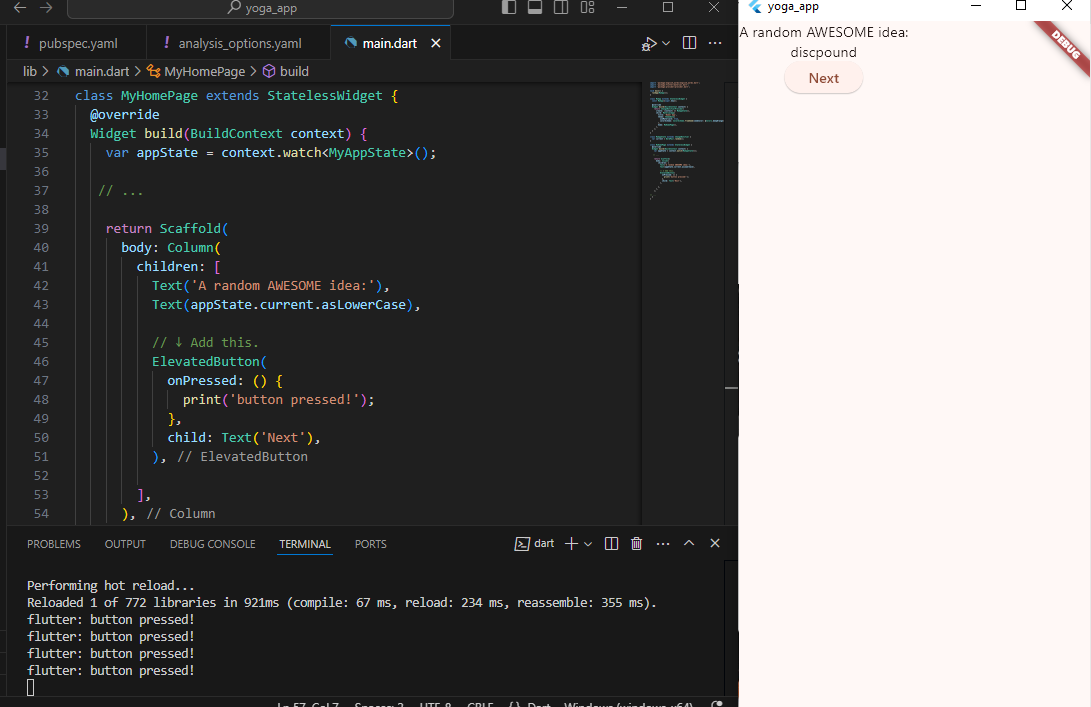 yoga_app
pubspec.yaml
analysis_options.yaml
main.dart
lib > main.dart > MyHomePage > build
32 class MyHomePage extends StatelessWidget {
33 @override
34 Widget build(BuildContext context) {
35 var appState = context.watch<MyAppState>();
36
37 // ...
38
39 return Scaffold(
40 body: Column(
41 children: [
42 Text('A random AWESOME idea:'),
43 Text(appState.current.asLowerCase),
44
45 // ↓ Add this.
46 ElevatedButton(
47 onPressed: () {
48 print('button pressed!');
49 },
50 child: Text('Next'),
51 ), // ElevatedButton
52
53 ],
54 ), // Column
PROBLEMS OUTPUT DEBUG CONSOLE TERMINAL PORTS
dart
Performing hot reload...
Reloaded 1 of 772 libraries in 921ms (compile: 67 ms, reload: 234 ms, reassemble: 355 ms).
flutter: button pressed!
flutter: button pressed!
flutter: button pressed!
flutter: button pressed!
Ln 57, Col 7 Spaces: 2 UTF-8 CRLF {} Dart Windows (windows-x64)
yoga_app
A random AWESOME idea:
discpound
Next
DEBUG